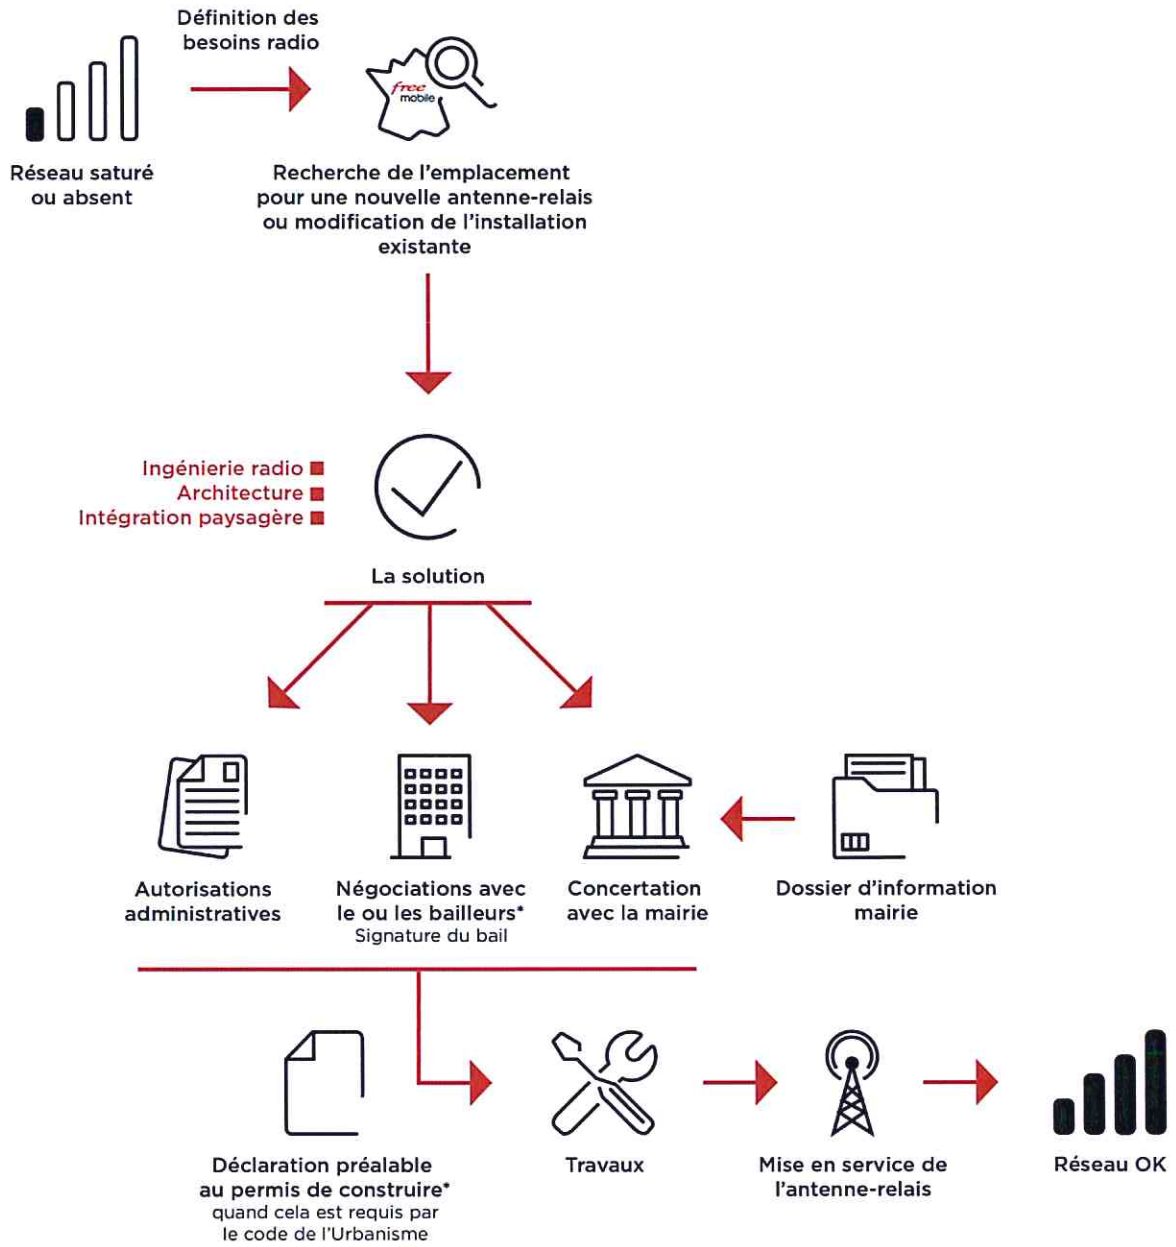 Définition des
besoins radio
free
mobile
Réseau saturé
ou absent
Recherche de l'emplacement
pour une nouvelle antenne-relais
ou modification de l'installation
existante
Ingénierie radio
Architecture
Intégration paysagère
La solution
Autorisations
administratives
Négociations avec
le ou les bailleurs*
Signature du bail
Concertation
avec la mairie
Dossier d'information
mairie
Déclaration préalable
au permis de construire*
quand cela est requis par
le code de l'Urbanisme
Travaux
Mise en service de
l'antenne-relais
Réseau OK